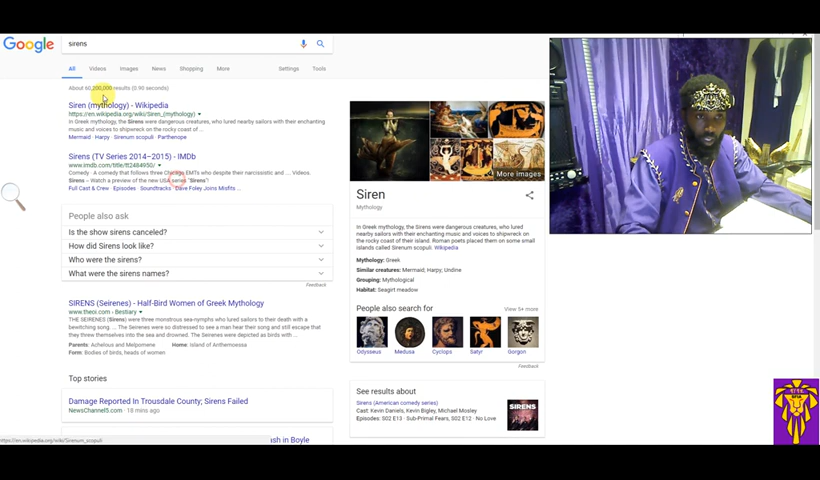 Google
sirens
All Videos Images News Shopping More Settings Tools
About 60,200,000 results (0.90 seconds)
Siren (mythology) - Wikipedia
https://en.wikipedia.org/wiki/Siren_(mythology)
In Greek mythology, the Sirens were dangerous creatures, who lured nearby sailors with their enchanting
music and voices to shipwreck on the rocky coast of ...
Mermaid · Harpy · Sirenum scopuli · Parthenope
Sirens (TV Series 2014–2015) - IMDb
www.imdb.com/title/tt2484950/
Comedy · A comedy that follows three Chicago EMTs who despite their narcissistic and ... Videos.
Sirens -- Watch a preview of the new USA series "Sirens"!
Full Cast & Crew · Episodes · Soundtracks · Dave Foley Joins Misfits ...
People also ask
Is the show sirens canceled?
How did Sirens look like?
Who were the sirens?
What were the sirens names?
Feedback
SIRENS (Seirenes) - Half-Bird Women of Greek Mythology
www.theoi.com › Bestiary
THE SEIRENES (Sirens) were three monstrous sea-nymphs who lured sailors to their death with a
bewitching song. ... The Seirenes were so distressed to see a man hear their song and still escape that
they threw themselves into the sea and drowned. The Seirenes were depicted as birds with ...
Parents: Achelous and Melpomene Home: Island of Anthemoessa
Form: Bodies of birds, heads of women
Top stories
Damage Reported In Trousdale County; Sirens Failed
NewsChannel5.com · 18 mins ago
ash in Boyle
https://en.wikipedia.org/wiki/Sirenum_scopuli
More images
Siren
Mythology
In Greek mythology, the Sirens were dangerous creatures, who lured
nearby sailors with their enchanting music and voices to shipwreck on
the rocky coast of their island. Roman poets placed them on some small
islands called Sirenum scopuli. Wikipedia
Mythology: Greek
Similar creatures: Mermaid, Harpy, Undine
Grouping: Mythological
Habitat: Seagirt meadow
People also search for View 5+ more
Odysseus Medusa Cyclops Satyr Gorgon
Feedback
See results about
Sirens (American comedy series)
Cast: Kevin Daniels, Kevin Bigley, Michael Mosley
Episodes: S02 E13 · Sub-Primal Fears, S02 E12 · No Love
SIRENS